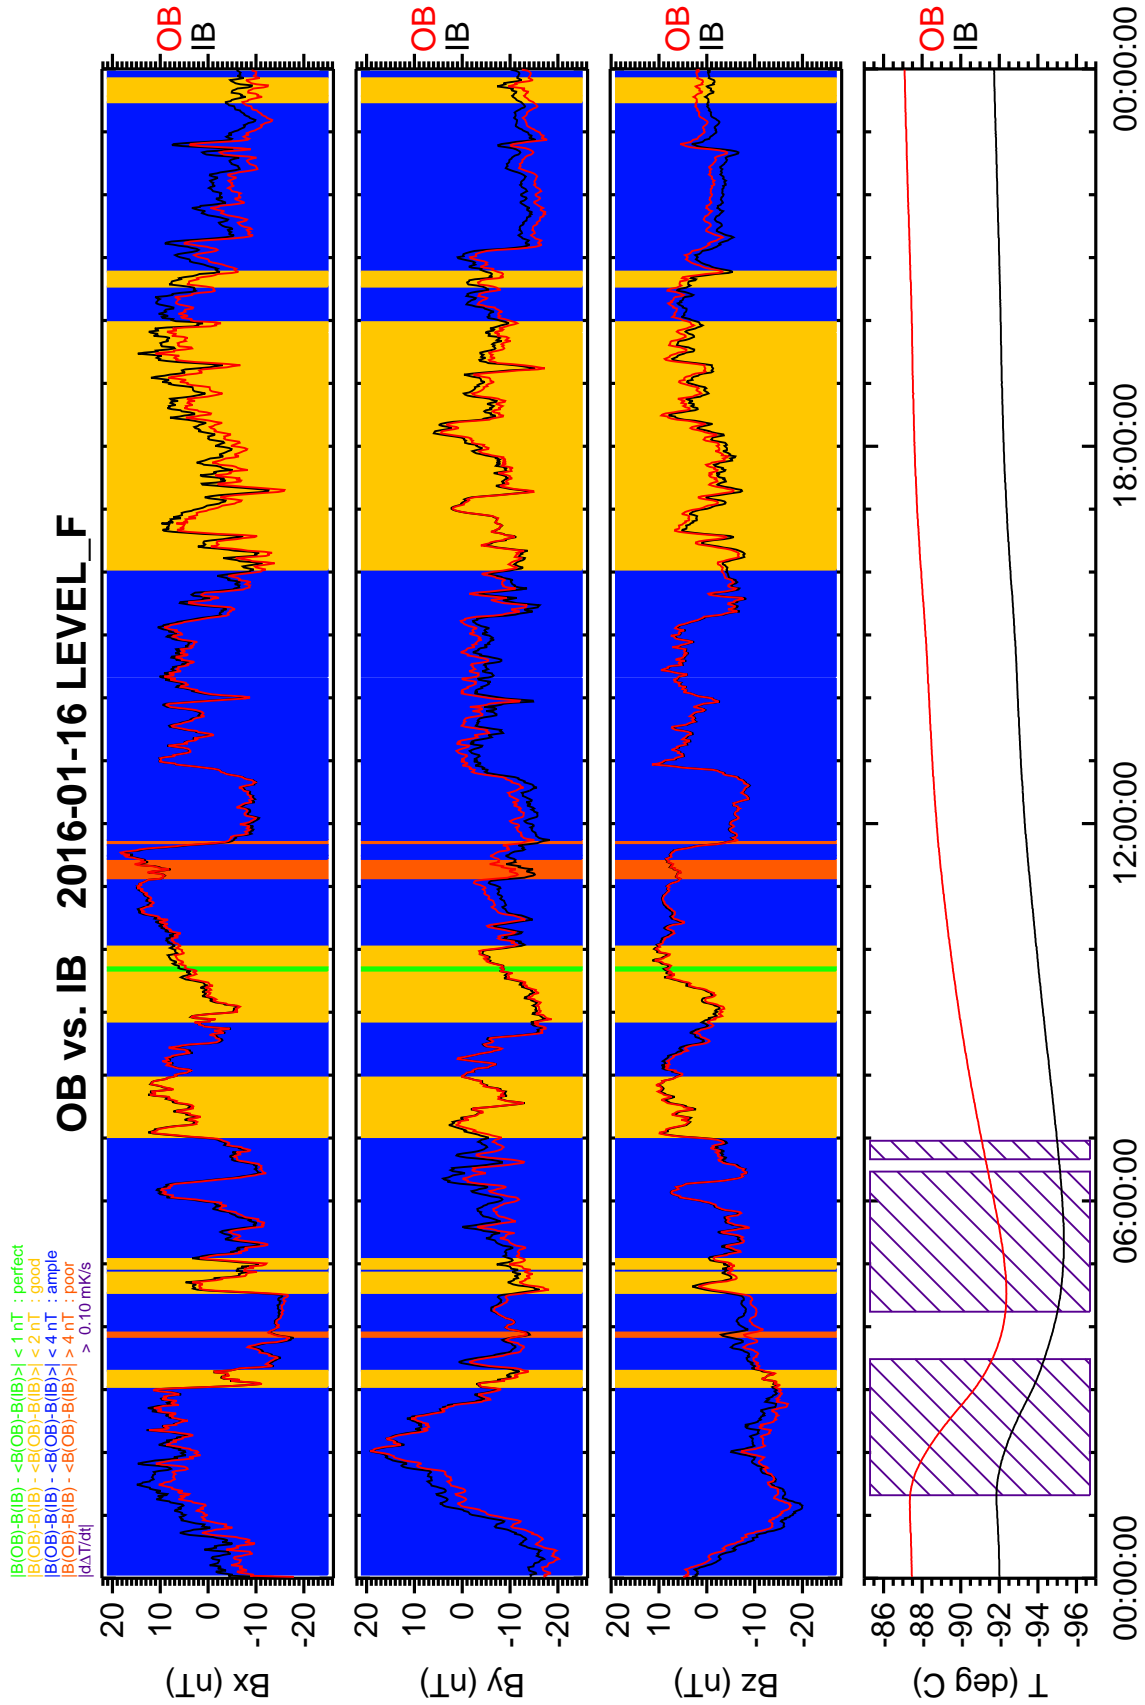 |B(OB)-B(IB) - <B(OB)-B(IB)>| < 1 nT : perfect
|B(OB)-B(IB) - <B(OB)-B(IB)>| < 2 nT : good
|B(OB)-B(IB) - <B(OB)-B(IB)>| < 4 nT : ample
|B(OB)-B(IB) - <B(OB)-B(IB)>| > 4 nT : poor
|dΔT/dt| > 0.10 mK/s
OB vs. IB 2016-01-16 LEVEL_F
Bx (nT)
20
10
0
-10
-20
OB
IB
By (nT)
20
10
0
-10
-20
OB
IB
Bz (nT)
20
10
0
-10
-20
OB
IB
T (deg C)
-86
-88
-90
-92
-94
-96
OB
IB
00:00:00
06:00:00
12:00:00
18:00:00
00:00:00